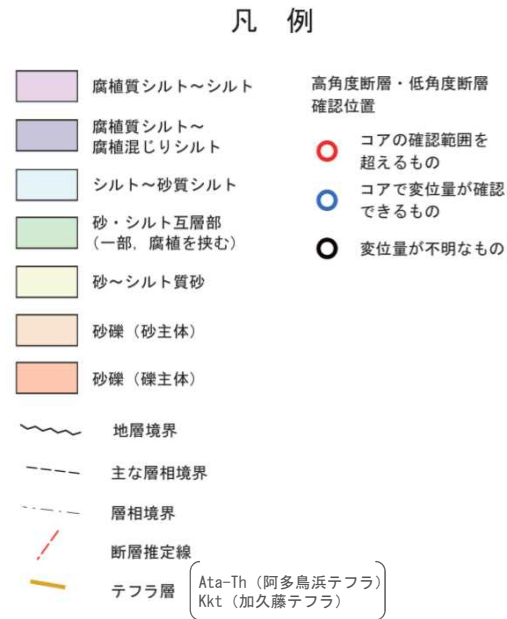 凡 例
腐植質シルト～シルト
腐植質シルト～
腐植混じりシルト
シルト～砂質シルト
砂・シルト互層部
(一部，腐植を挟む)
砂～シルト質砂
砂礫（砂主体）
砂礫（礫主体）
地層境界
主な層相境界
層相境界
断層推定線
テフラ層
Ata-Th（阿多鳥浜テフラ）
Kkt（加久藤テフラ）
高角度断層・低角度断層
確認位置
コアの確認範囲を
超えるもの
コアで変位量が確認
できるもの
変位量が不明なもの